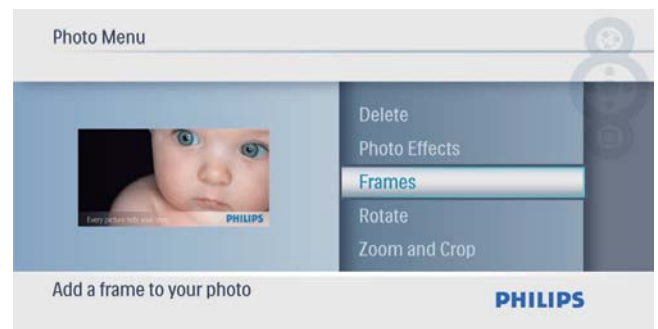 Photo Menu
Every picture tells your story
PHILIPS
Delete
Photo Effects
Frames
Rotate
Zoom and Crop
Add a frame to your photo
PHILIPS